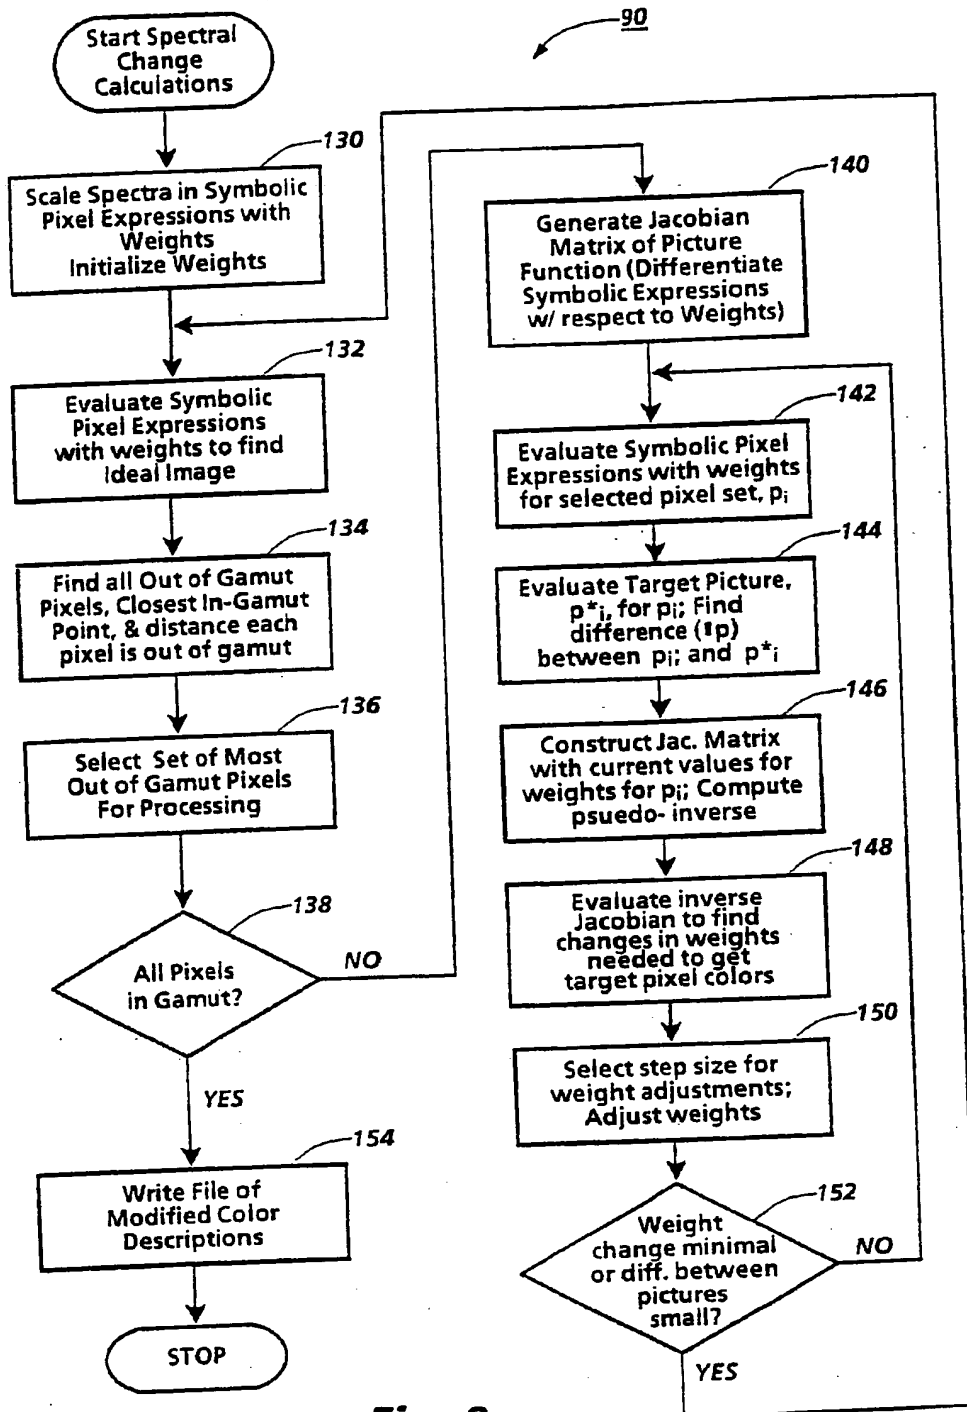 90
Start Spectral
Change
Calculations
130
Scale Spectra in Symbolic
Pixel Expressions with
Weights
Initialize Weights
132
Evaluate Symbolic
Pixel Expressions
with weights to find
Ideal Image
134
Find all Out of Gamut
Pixels, Closest In-Gamut
Point, & distance each
pixel is out of gamut
136
Select Set of Most
Out of Gamut Pixels
For Processing
138
All Pixels
in Gamut?
NO
YES
154
Write File of
Modified Color
Descriptions
STOP
140
Generate Jacobian
Matrix of Picture
Function (Differentiate
Symbolic Expressions
w/ respect to Weights)
142
Evaluate Symbolic Pixel
Expressions with weights
for selected pixel set, pi
144
Evaluate Target Picture,
p*i, for pi; Find
difference (p)
between pi; and p*i
146
Construct Jac. Matrix
with current values for
weights for pi; Compute
psuedo- inverse
148
Evaluate inverse
Jacobian to find
changes in weights
needed to get
target pixel colors
150
Select step size for
weight adjustments;
Adjust weights
152
Weight
change minimal
or diff. between
pictures
small?
NO
YES